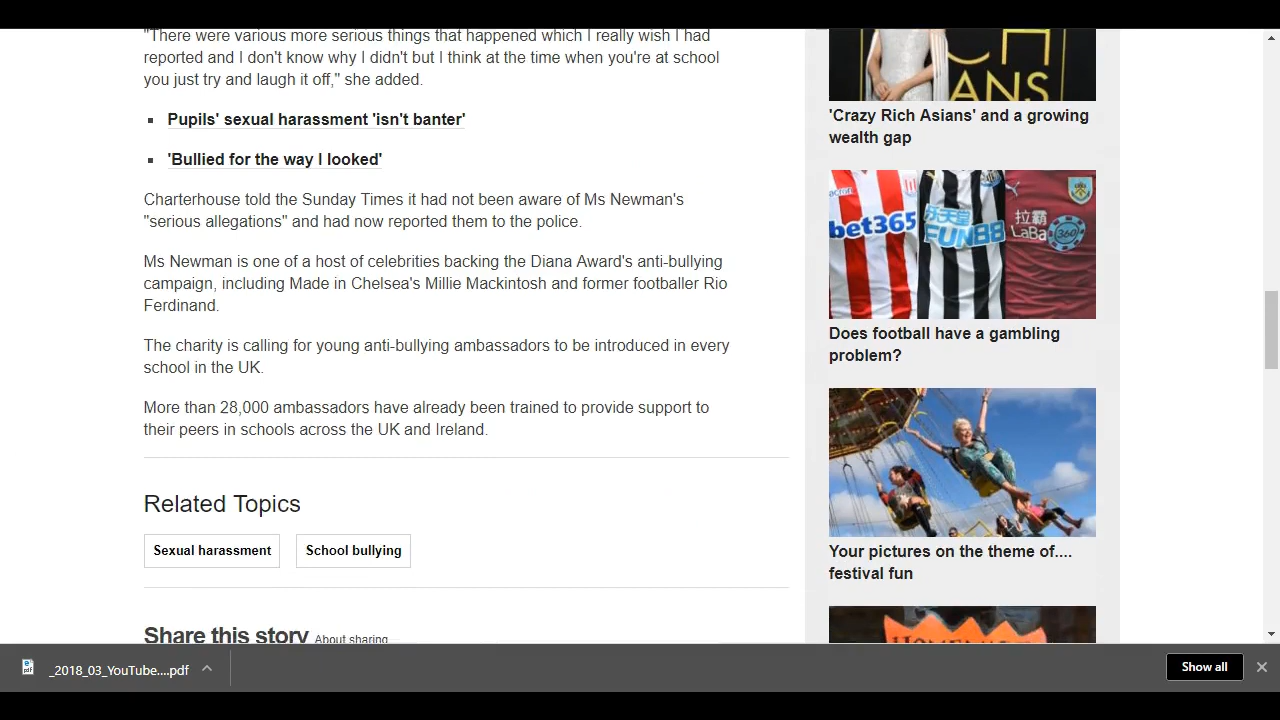 "There were various more serious things that happened which I really wish I had
reported and I don't know why I didn't but I think at the time when you're at school
you just try and laugh it off," she added.
Pupils' sexual harassment 'isn't banter'
'Bullied for the way I looked'
Charterhouse told the Sunday Times it had not been aware of Ms Newman's
"serious allegations" and had now reported them to the police.
Ms Newman is one of a host of celebrities backing the Diana Award's anti-bullying
campaign, including Made in Chelsea's Millie Mackintosh and former footballer Rio
Ferdinand.
The charity is calling for young anti-bullying ambassadors to be introduced in every
school in the UK.
More than 28,000 ambassadors have already been trained to provide support to
their peers in schools across the UK and Ireland.
Related Topics
Sexual harassment
School bullying
Share this story About sharing
ANS
'Crazy Rich Asians' and a growing
wealth gap
bet365
乐天堂
FUN88
拉霸
LaBa
360
Does football have a gambling
problem?
Your pictures on the theme of....
festival fun
_2018_03_YouTube....pdf
Show all